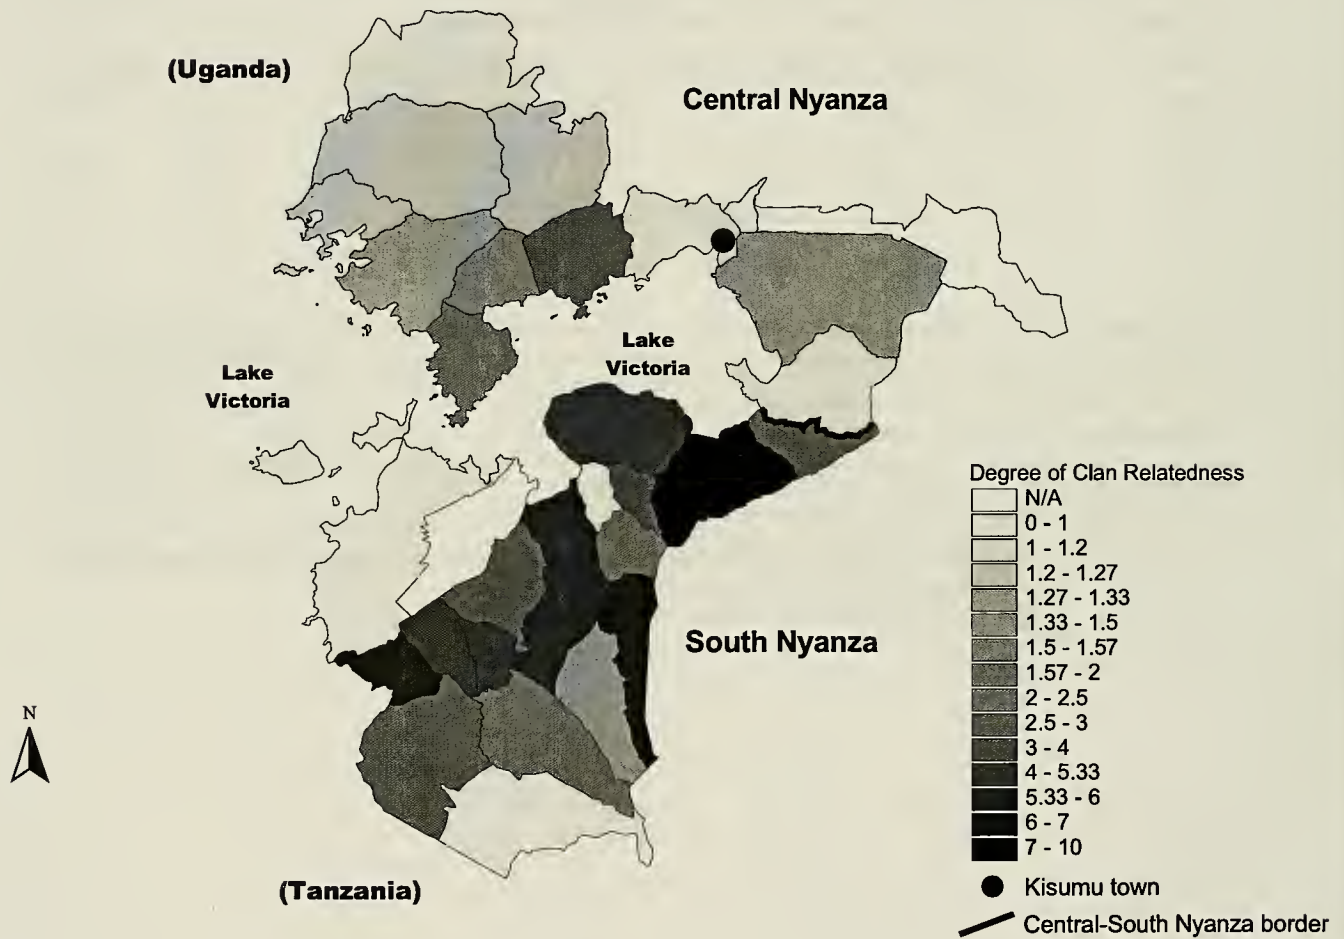 (Uganda)
Central Nyanza
Lake
Victoria
Lake
Victoria
South Nyanza
N
(Tanzania)
Degree of Clan Relatedness
N/A
0 - 1
1 - 1.2
1.2 - 1.27
1.27 - 1.33
1.33 - 1.5
1.5 - 1.57
1.57 - 2
2 - 2.5
2.5 - 3
3 - 4
4 - 5.33
5.33 - 6
6 - 7
7 - 10
Kisumu town
Central-South Nyanza border